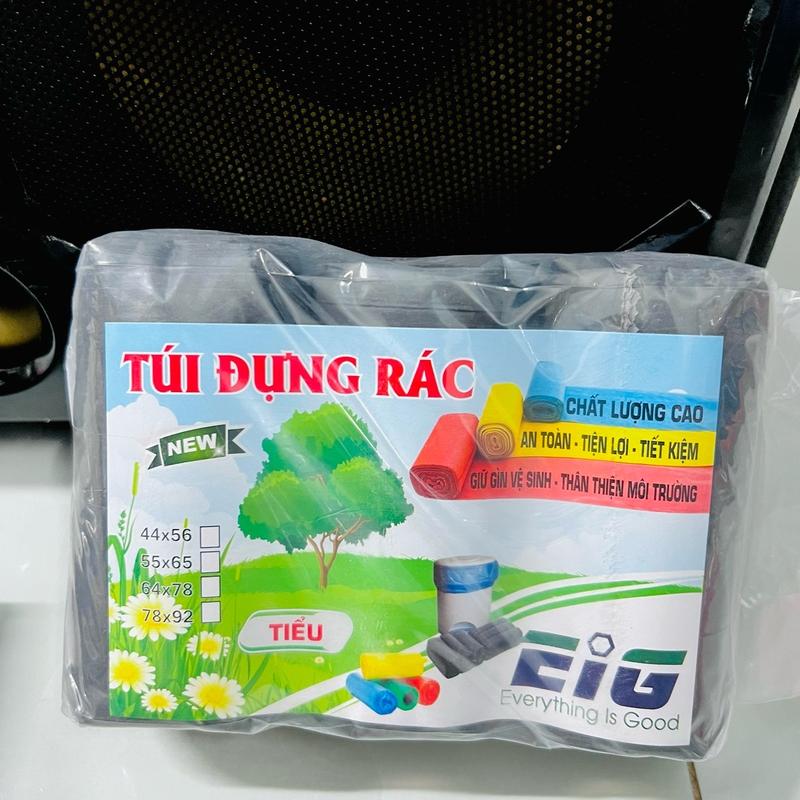 TÚI ĐỰNG RÁC
CHẤT LƯỢNG CAO
AN TOÀN - TIỆN LỢI - TIẾT KIỆM
GIỮ GÌN VỆ SINH - THÂN THIỆN MÔI TRƯỜNG
NEW
44x56
55x65
64x78
78x92
TIỂU
EiG
Everything Is Good